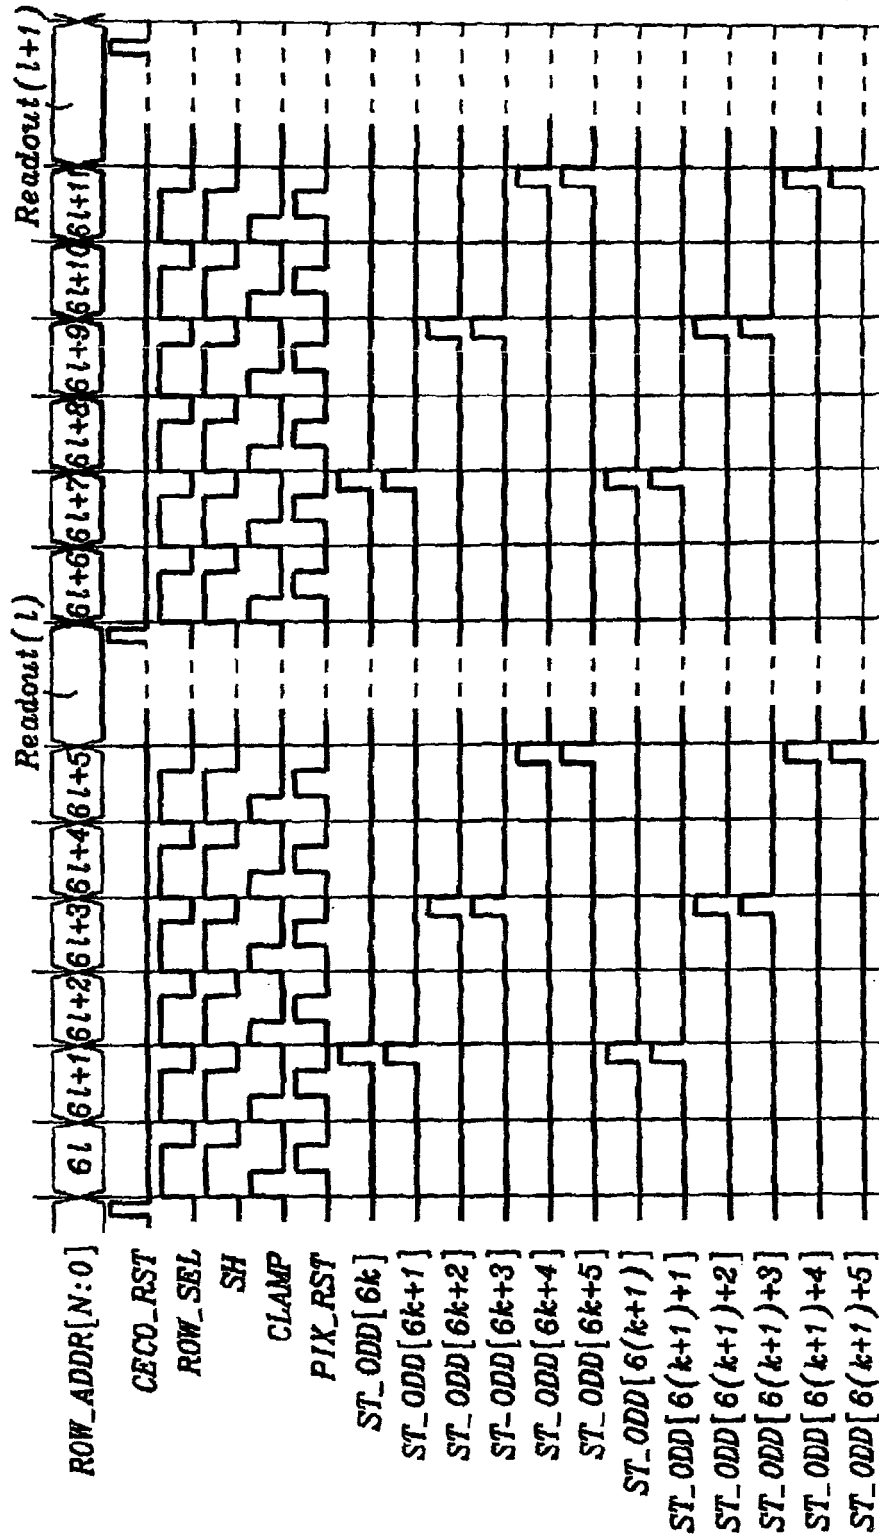 ROW_ADDR[N:0]
6l
6l+1
6l+2
6l+3
6l+4
6l+5
Readout(l)
6l+6
6l+7
6l+8
6l+9
6l+10
6l+11
Readout(l+1)
CECO_RST
ROW_SEL
SH
CLAMP
PIX_RST
ST_ODD[6k]
ST_ODD[6k+1]
ST_ODD[6k+2]
ST-ODD[6k+3]
ST_ODD[6k+4]
ST_ODD[6k+5]
ST_ODD[6(k+1)]
ST_ODD[6(k+1)+1]
ST_ODD[6(k+1)+2]
ST_ODD[6(k+1)+3]
ST_ODD[6(k+1)+4]
ST_ODD[6(k+1)+5]